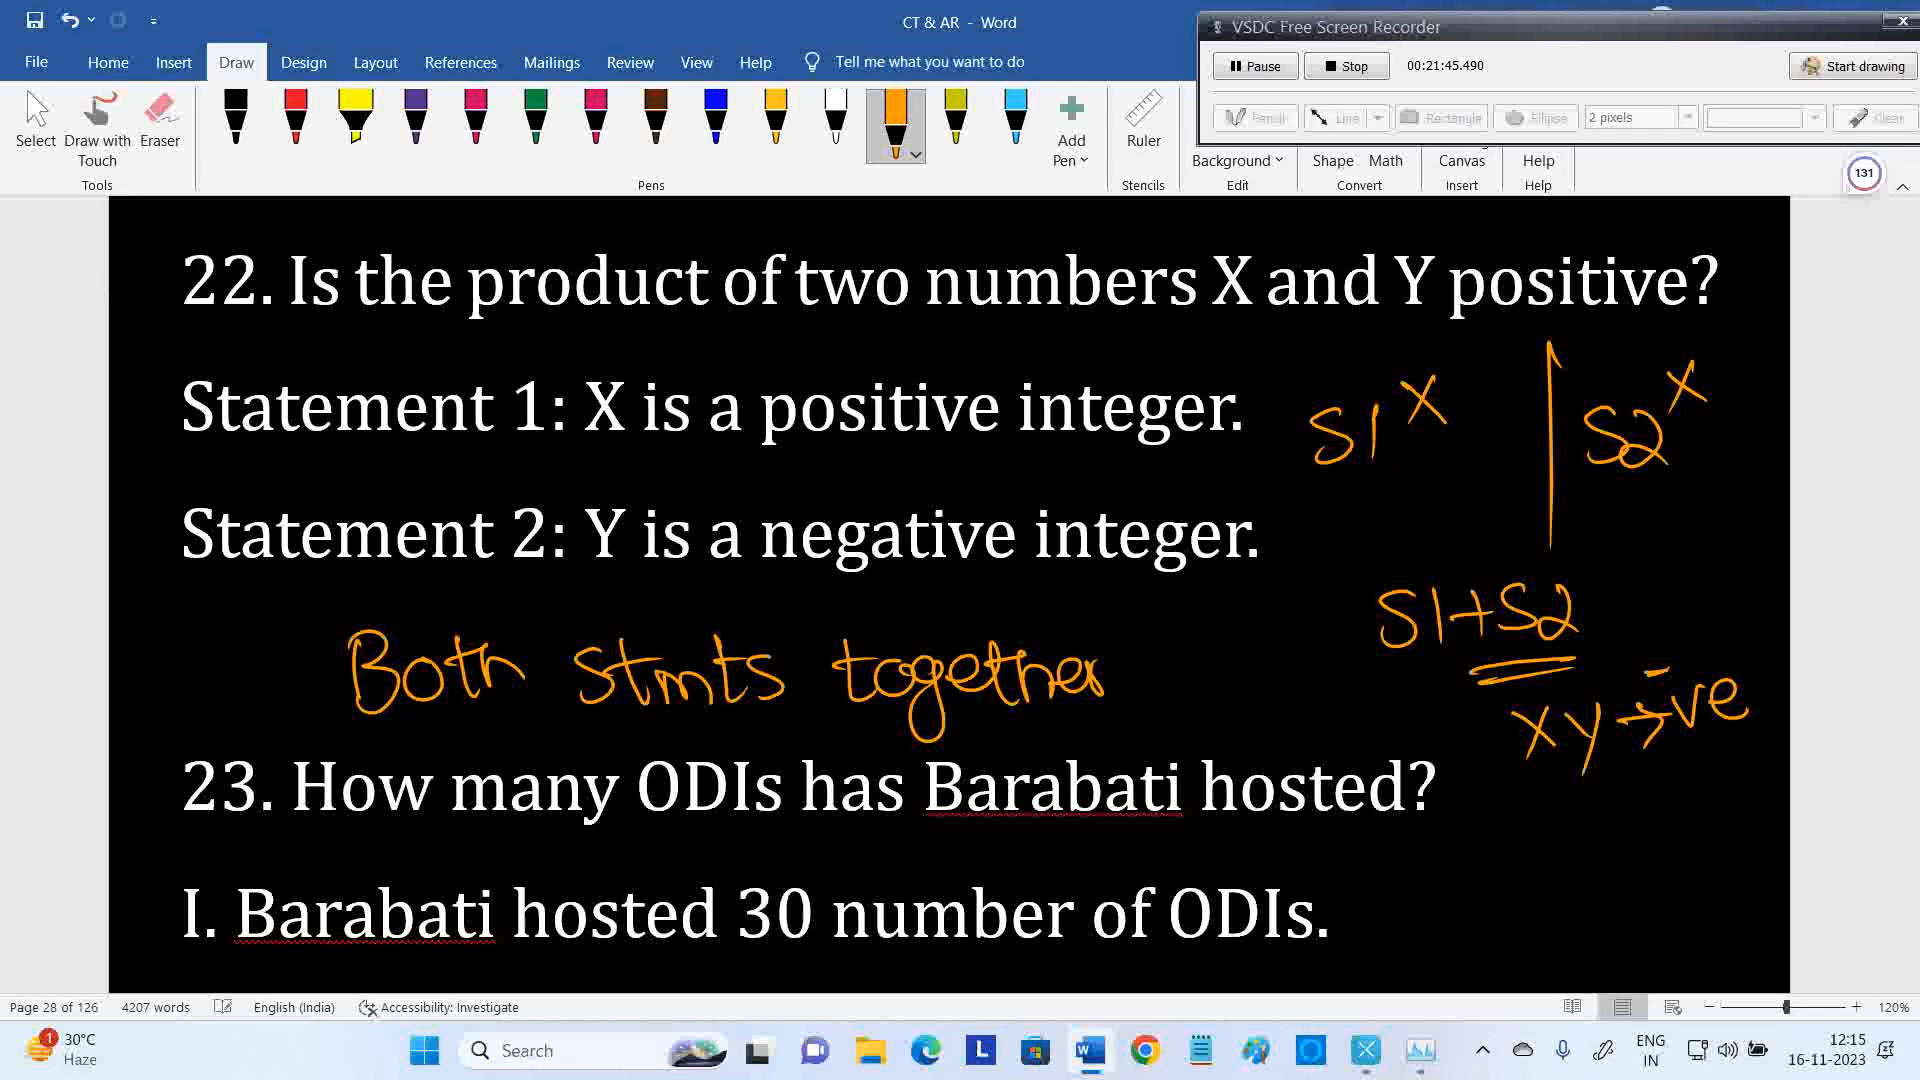 CT & AR - Word
VSDC Free Screen Recorder
File Home Insert Draw Design Layout References Mailings Review View Help Tell me what you want to do
Pause Stop 00:21:45.490 Start drawing
Pencil Line Rectangle Ellipse 2 pixels Clean
Select Draw with Touch Eraser Add Pen Ruler Background Shape Math Canvas Help
Tools Pens Stencils Edit Convert Insert Help
131
22. Is the product of two numbers X and Y positive?
Statement 1: X is a positive integer. S1 X S2 X
Statement 2: Y is a negative integer.
S1+S2
Both stmts together
xy → -ve
23. How many ODIs has Barabati hosted?
I. Barabati hosted 30 number of ODIs.
Page 28 of 126 4207 words English (India) Accessibility: Investigate 120%
1 30°C Haze Search L W ENG IN 12:15 16-11-2023